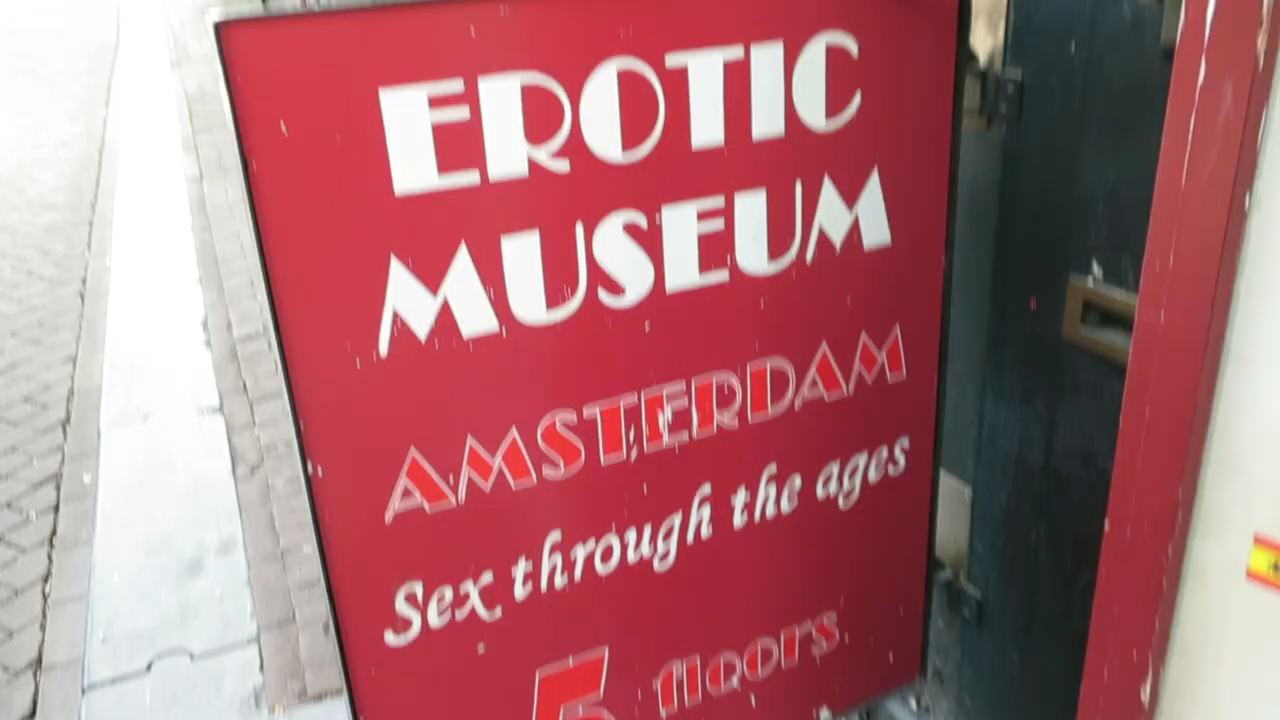 EROTIC
MUSEUM
AMSTERDAM
Sex through the ages
5 floors